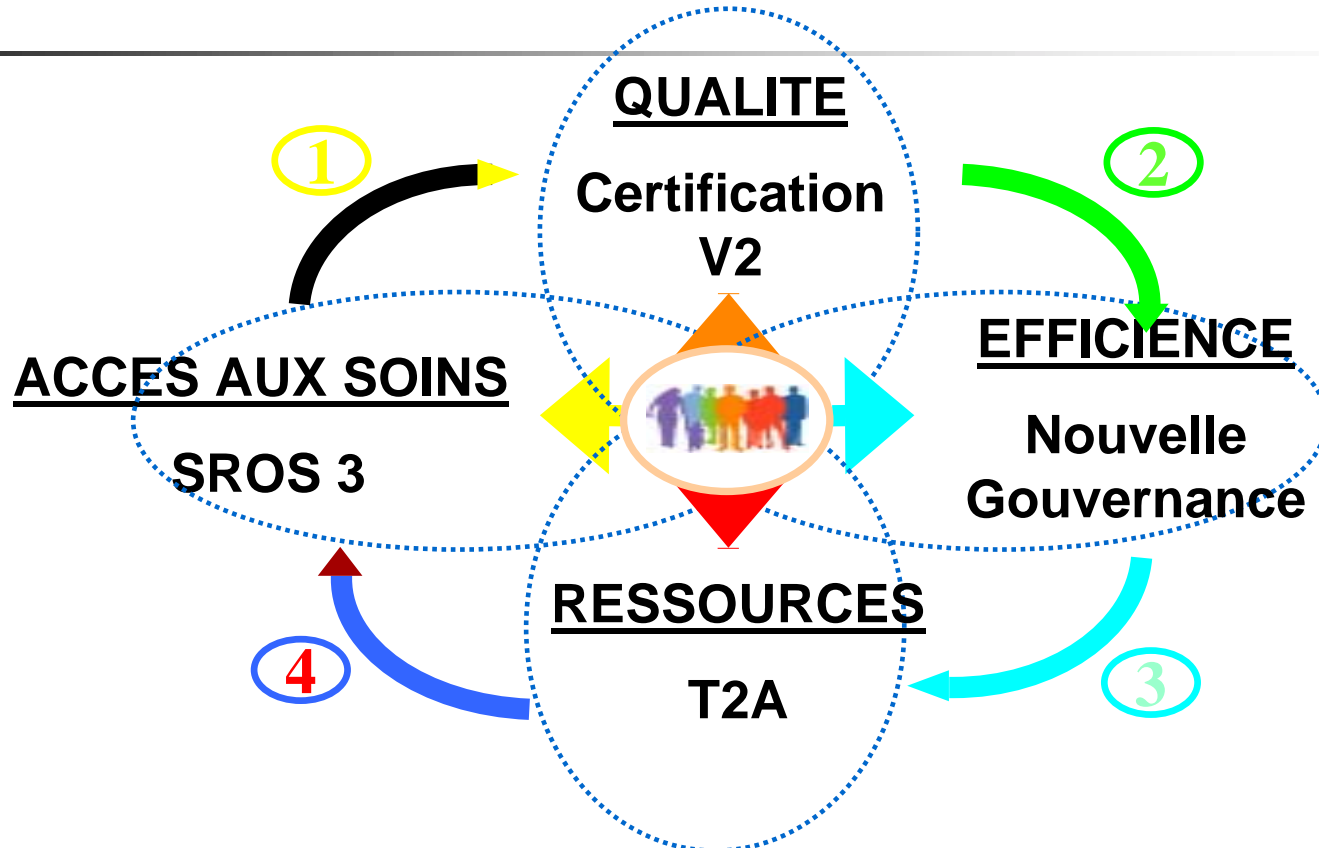 QUALITE
1
2
Certification
V2
EFFICIENCE
ACCES AUX SOINS
Nouvelle
Gouvernance
SROS 3
RESSOURCES
4
T2A
3